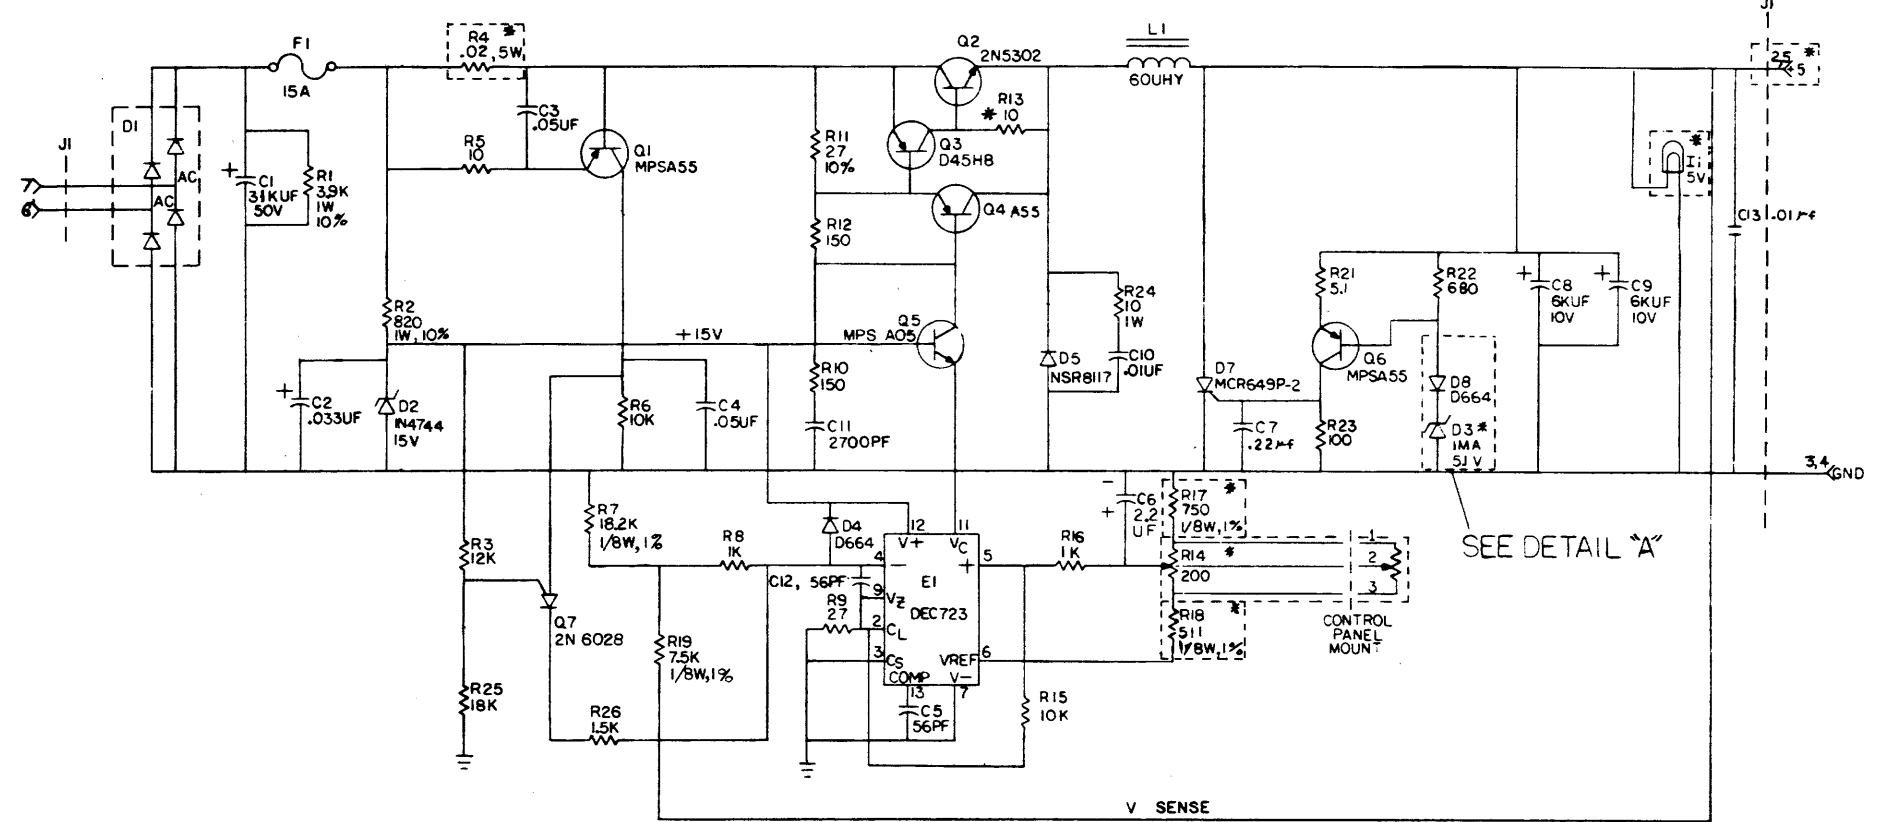 J1
7
6
D1
AC
AC
F1
15A
C1
31KUF
50V
+
R1
3.9K
1W
10%
R4 *
.02, 5W
C3
.05UF
R5
10
Q1
MPSA55
R2
820
1W, 10%
+
C2
.033UF
D2
1N4744
15V
R6
10K
C4
.05UF
+15V
R11
27
10%
R12
150
R10
150
C11
2700PF
Q2
2N5302
Q3
D45H8
* R13
10
Q4 A55
Q5
MPS A05
R24
10
1W
C10
.01UF
D5
NSR8117
L1
60UHY
D7
MCR649P-2
C7
.22µf
R21
5.1
R23
100
Q6
MPSA55
R22
680
D8
D664
D3 *
1MA
5.1V
+
C8
6KUF
10V
+
C9
6KUF
10V
*
I1
5V
C13 .01µf
J1
2,5 *
+5
3,4
GND
R3
12K
R25
18K
Q7
2N 6028
R26
1.5K
R7
18.2K
1/8W, 1%
R19
7.5K
1/8W, 1%
R8
1K
D4
D664
C12, 56PF
R9
27
12
11
V+
VC
4
−
5
+
E1
9
VZ
DEC723
2
CL
3
CS
VREF
6
COMP
V−
13
7
C5
56PF
R15
10K
R16
1K
−
C6
+
2.2
UF
R17 *
750
1/8W, 1%
R14 *
200
R18 *
511
1/8W, 1%
1
2
3
CONTROL
PANEL
MOUNT
SEE DETAIL "A"
V SENSE